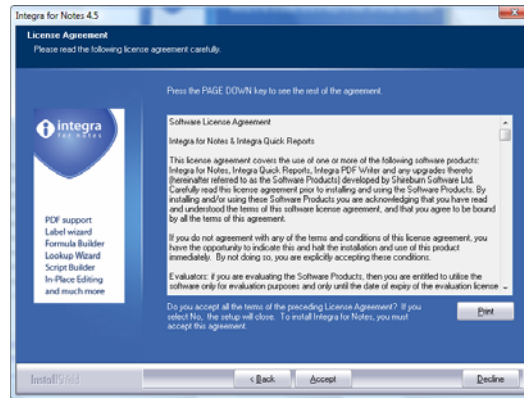 Integra for Notes 4.5
License Agreement
Please read the following license agreement carefully.
Press the PAGE DOWN key to see the rest of the agreement.
integra
for notes
PDF support
Label wizard
Formula Builder
Lookup Wizard
Script Builder
In-Place Editing
and much more
Software License Agreement
Integra for Notes & Integra Quick Reports
This license agreement covers the use of one or more of the following software products:
Integra for Notes, Integra Quick Reports, Integra PDF Writer and any upgrades thereto
(hereinafter referred to as the Software Products) developed by Shireburn Software Ltd.
Carefully read this license agreement prior to installing and using the Software Products. By
installing and/or using these Software Products you are acknowledging that you have read
and understood the terms of this software license agreement, and that you agree to be bound
by all the terms of this agreement.
If you do not agreement with any of the terms and conditions of this license agreement, you
have the opportunity to indicate this and halt the installation and use of this product
immediately. By not doing so, you are explicitly accepting these conditions.
Evaluators: if you are evaluating the Software Products, then you are entitled to utilise the
software only for evaluation purposes and only until the date of expiry of the evaluation license
Do you accept all the terms of the preceding License Agreement? If you
select No, the setup will close. To install Integra for Notes, you must
accept this agreement.
Print
InstallShield
< Back
Accept
Decline